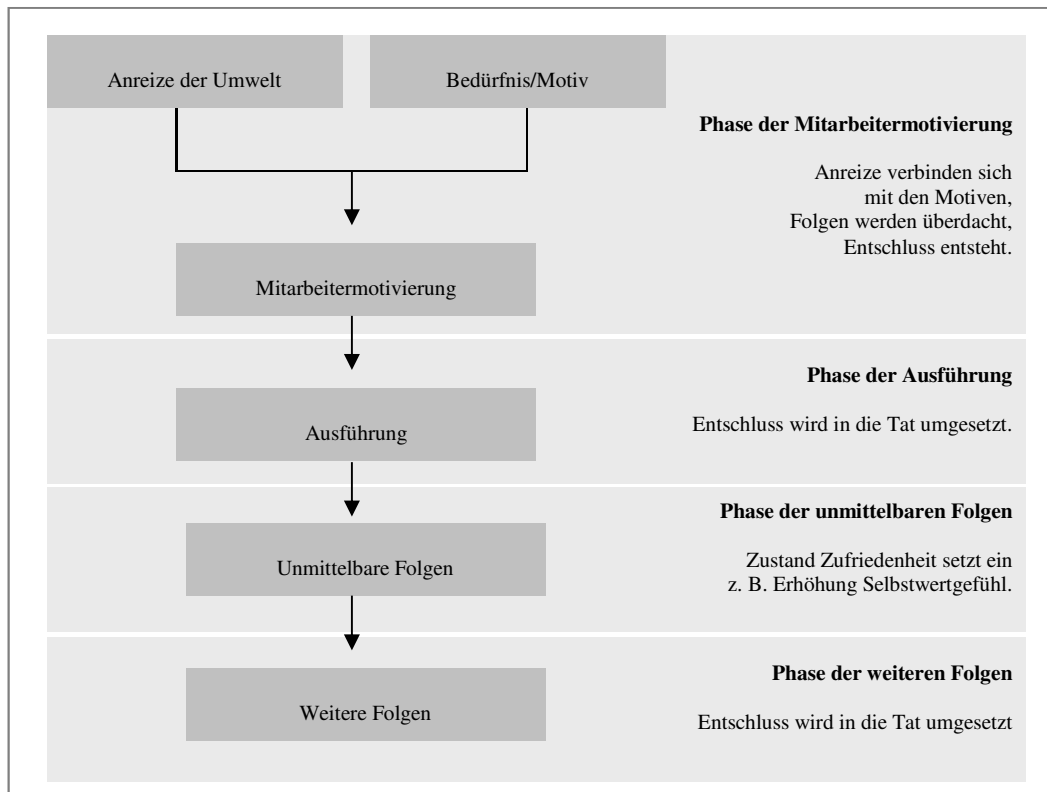 Anreize der Umwelt
Bedürfnis/Motiv
Phase der Mitarbeitermotivierung
Anreize verbinden sich
mit den Motiven,
Folgen werden überdacht,
Entschluss entsteht.
Mitarbeitermotivierung
Phase der Ausführung
Entschluss wird in die Tat umgesetzt.
Ausführung
Phase der unmittelbaren Folgen
Zustand Zufriedenheit setzt ein
z. B. Erhöhung Selbstwertgefühl.
Unmittelbare Folgen
Phase der weiteren Folgen
Entschluss wird in die Tat umgesetzt
Weitere Folgen